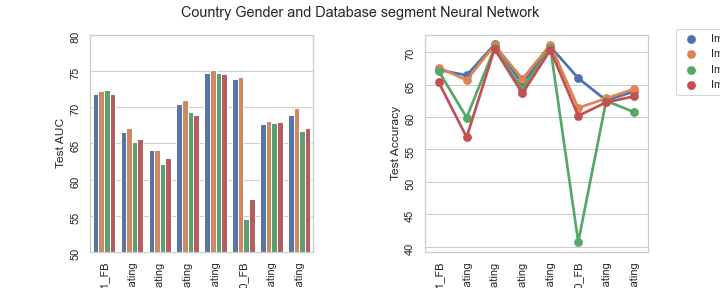 Country Gender and Database segment Neural Network
Test AUC
80
75
70
65
60
55
50
1_FB
ating
ating
ating
ating
0_FB
ating
ating
Test Accuracy
70
65
60
55
50
45
40
1_FB
ating
ating
ating
ating
0_FB
ating
ating
Im
Im
Im
Im